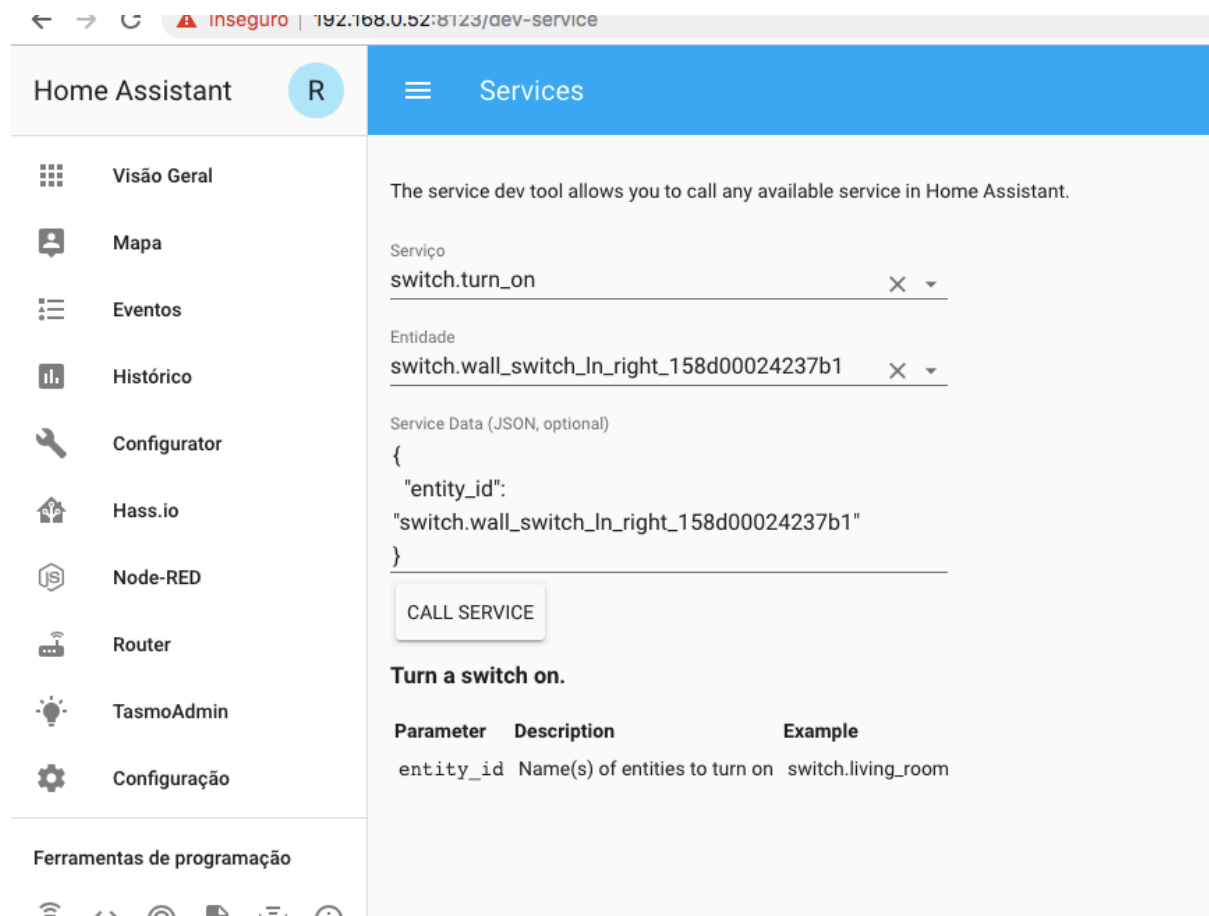 Inseguro | 192.168.0.52:8123/dev-service
Home Assistant
R
Services
Visão Geral
Mapa
Eventos
Histórico
Configurator
Hass.io
Node-RED
Router
TasmoAdmin
Configuração
Ferramentas de programação
The service dev tool allows you to call any available service in Home Assistant.
Serviço
switch.turn_on
Entidade
switch.wall_switch_ln_right_158d00024237b1
Service Data (JSON, optional)
{
"entity_id":
"switch.wall_switch_ln_right_158d00024237b1"
}
CALL SERVICE
Turn a switch on.
Parameter Description Example
entity_id Name(s) of entities to turn on switch.living_room